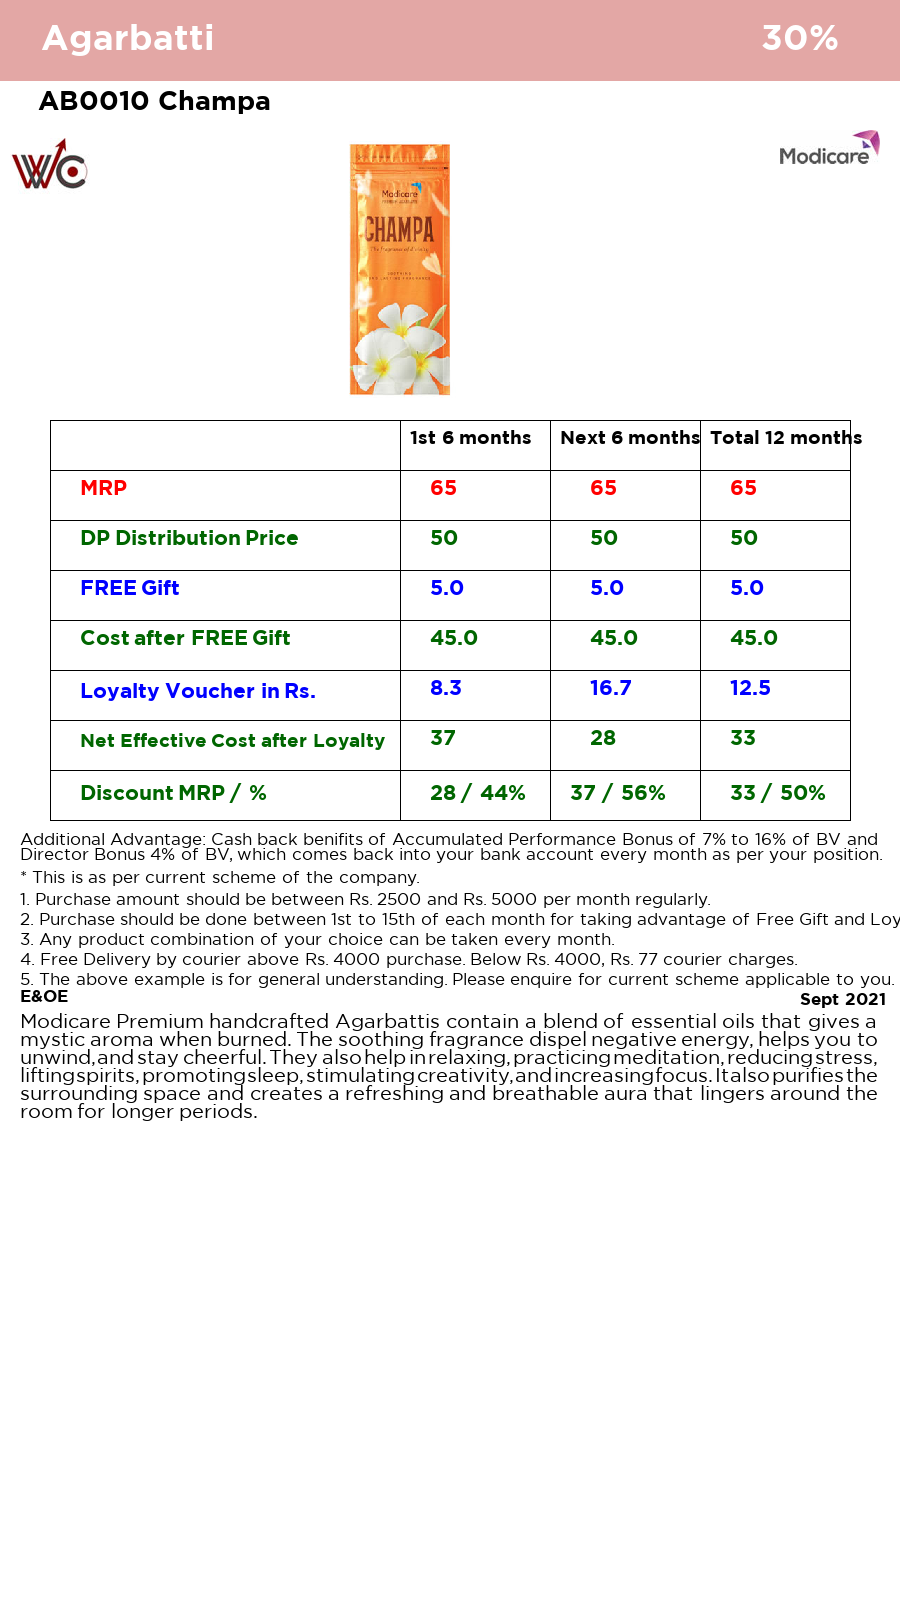 Agarbatti 30%
AB0010 Champa
WC
Modicare
Modicare
CHAMPA
1st 6 months Next 6 months Total 12 months
MRP 65 65 65
DP Distribution Price 50 50 50
FREE Gift 5.0 5.0 5.0
Cost after FREE Gift 45.0 45.0 45.0
Loyalty Voucher in Rs. 8.3 16.7 12.5
Net Effective Cost after Loyalty 37 28 33
Discount MRP / % 28 / 44% 37 / 56% 33 / 50%
Additional Advantage: Cash back benifits of Accumulated Performance Bonus of 7% to 16% of BV and
Director Bonus 4% of BV, which comes back into your bank account every month as per your position.
* This is as per current scheme of the company.
1. Purchase amount should be between Rs. 2500 and Rs. 5000 per month regularly.
2. Purchase should be done between 1st to 15th of each month for taking advantage of Free Gift and Loy
3. Any product combination of your choice can be taken every month.
4. Free Delivery by courier above Rs. 4000 purchase. Below Rs. 4000, Rs. 77 courier charges.
5. The above example is for general understanding. Please enquire for current scheme applicable to you.
E&OE Sept 2021
Modicare Premium handcrafted Agarbattis contain a blend of essential oils that gives a
mystic aroma when burned. The soothing fragrance dispel negative energy, helps you to
unwind, and stay cheerful. They also help in relaxing, practicing meditation, reducing stress,
lifting spirits, promoting sleep, stimulating creativity, and increasing focus. It also purifies the
surrounding space and creates a refreshing and breathable aura that lingers around the
room for longer periods.